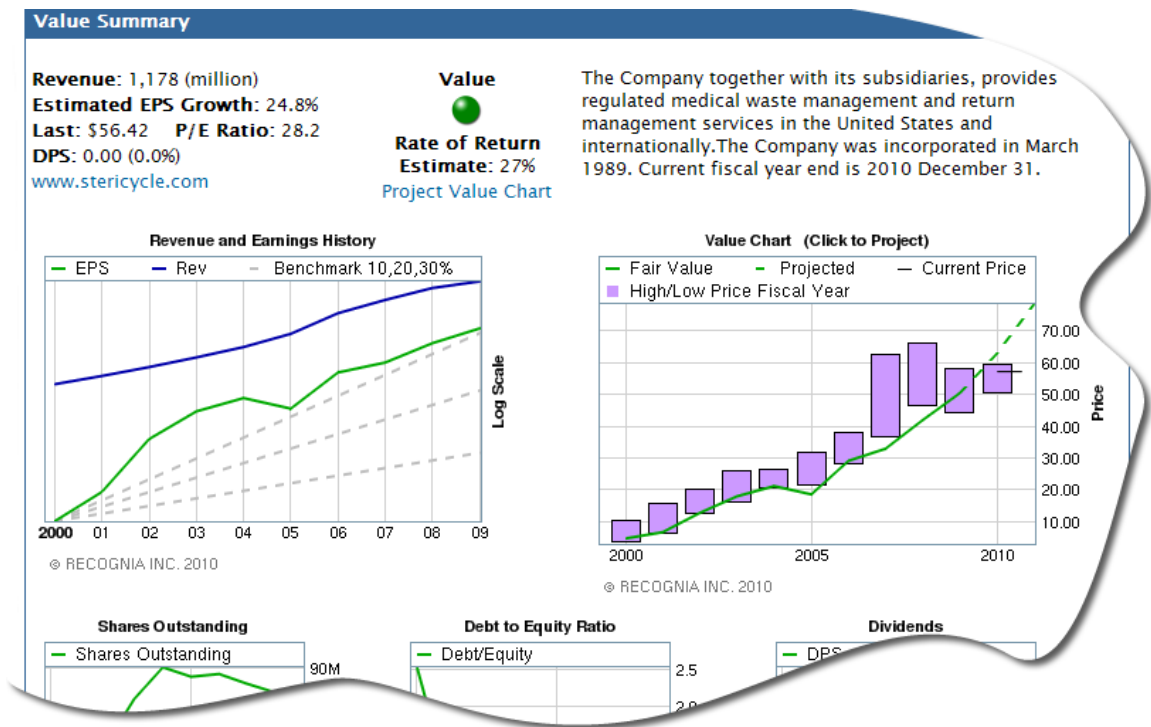 Value Summary
Revenue: 1,178 (million)
Estimated EPS Growth: 24.8%
Last: $56.42 P/E Ratio: 28.2
DPS: 0.00 (0.0%)
www.stericycle.com
Value
Rate of Return
Estimate: 27%
Project Value Chart
The Company together with its subsidiaries, provides
regulated medical waste management and return
management services in the United States and
internationally.The Company was incorporated in March
1989. Current fiscal year end is 2010 December 31.
Revenue and Earnings History
EPS Rev Benchmark 10,20,30%
Log Scale
2000 01 02 03 04 05 06 07 08 09
© RECOGNIA INC. 2010
Value Chart (Click to Project)
Fair Value Projected Current Price
High/Low Price Fiscal Year
70.00
60.00
50.00
40.00
30.00
20.00
10.00
Price
2000 2005 2010
© RECOGNIA INC. 2010
Shares Outstanding
Shares Outstanding
90M
Debt to Equity Ratio
Debt/Equity
2.5
2.0
Dividends
DPS